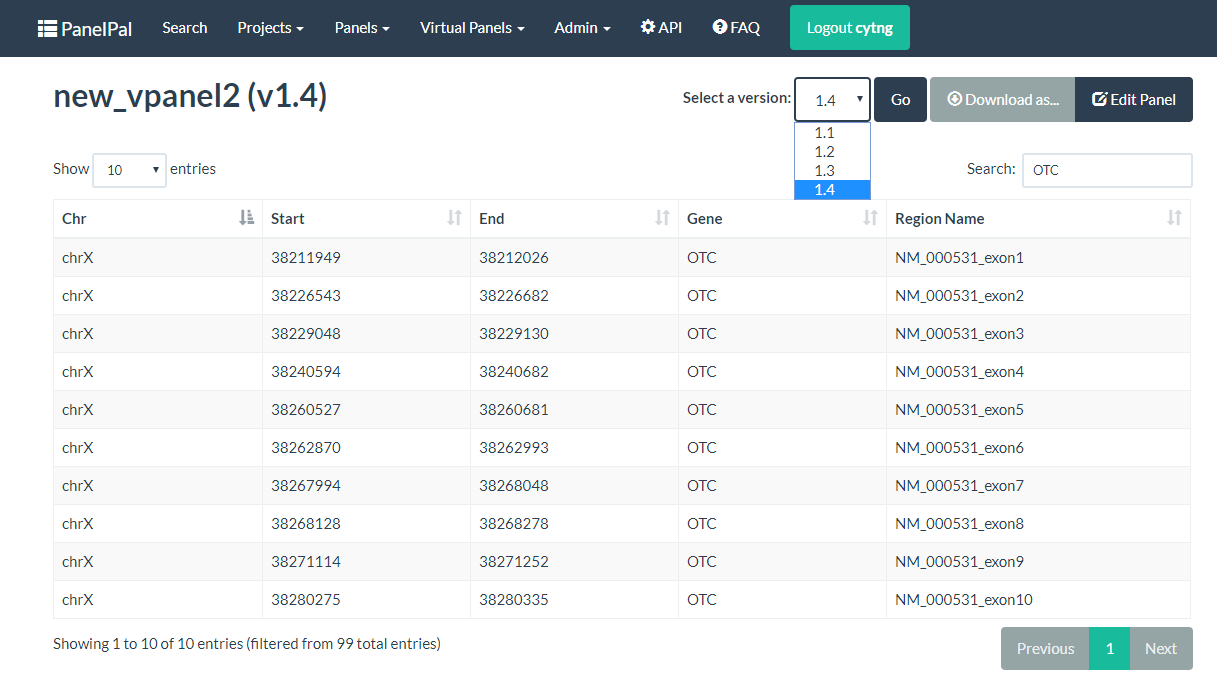 PanelPal Search Projects Panels Virtual Panels Admin API FAQ Logout cytng
new_vpanel2 (v1.4) Select a version: 1.4 Go Download as... Edit Panel
1.1
1.2
1.3
1.4
Show 10 entries Search: OTC
Chr Start End Gene Region Name
chrX 38211949 38212026 OTC NM_000531_exon1
chrX 38226543 38226682 OTC NM_000531_exon2
chrX 38229048 38229130 OTC NM_000531_exon3
chrX 38240594 38240682 OTC NM_000531_exon4
chrX 38260527 38260681 OTC NM_000531_exon5
chrX 38262870 38262993 OTC NM_000531_exon6
chrX 38267994 38268048 OTC NM_000531_exon7
chrX 38268128 38268278 OTC NM_000531_exon8
chrX 38271114 38271252 OTC NM_000531_exon9
chrX 38280275 38280335 OTC NM_000531_exon10
Showing 1 to 10 of 10 entries (filtered from 99 total entries) Previous 1 Next